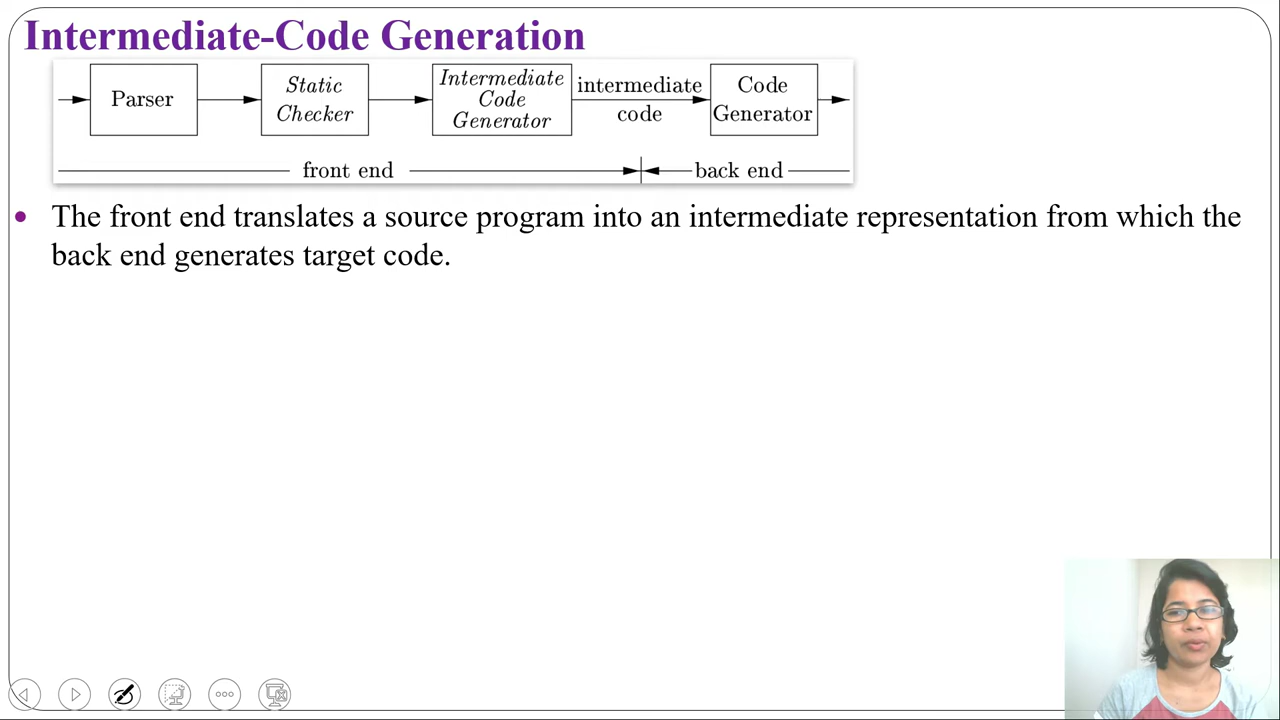 Intermediate-Code Generation
Parser
Static
Checker
Intermediate
Code
Generator
intermediate
code
Code
Generator
front end
back end
• The front end translates a source program into an intermediate representation from which the
back end generates target code.